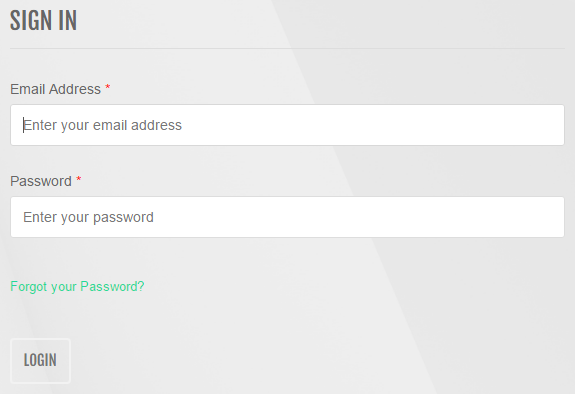 SIGN IN
Email Address *
Enter your email address
Password *
Enter your password
Forgot your Password?
LOGIN